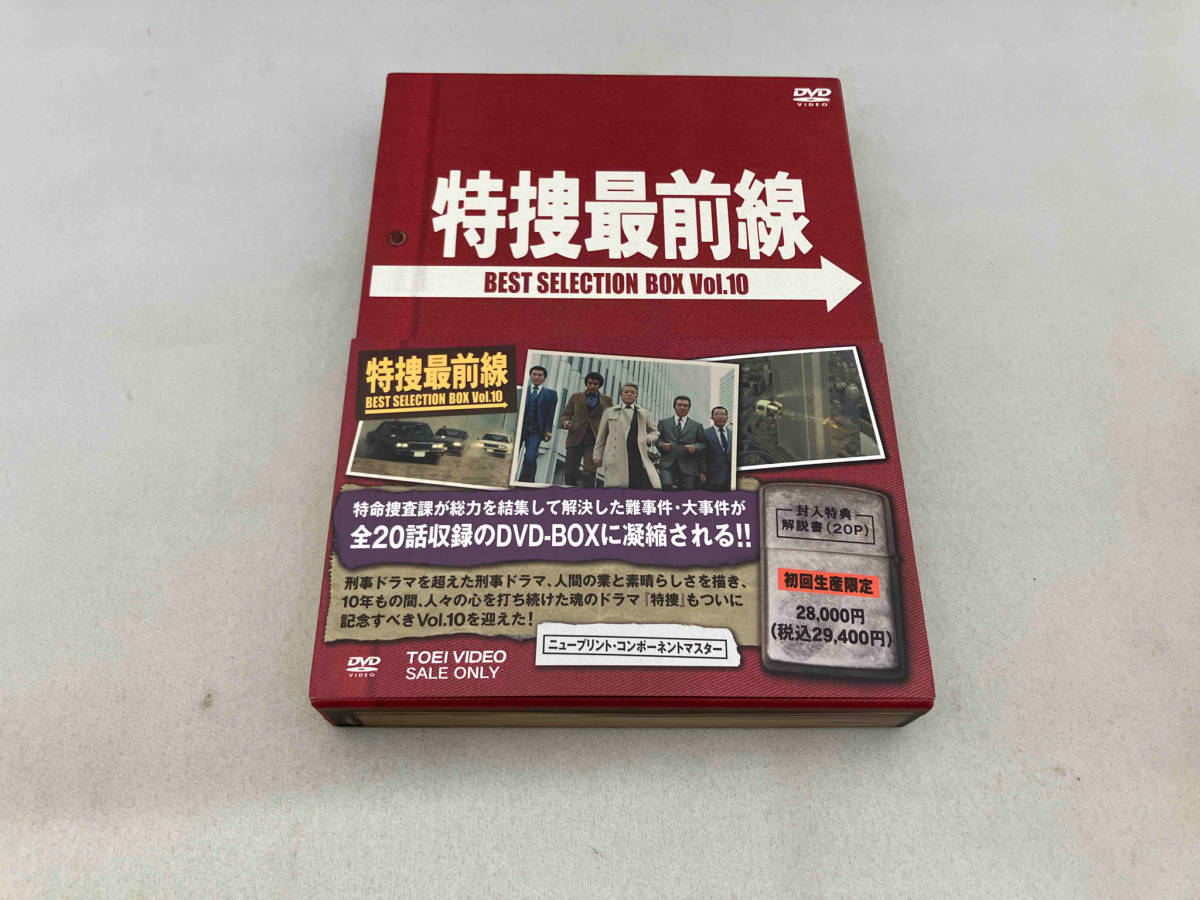 DVD
VIDEO
特捜最前線
BEST SELECTION BOX Vol.10
特捜最前線
BEST SELECTION BOX Vol.10
特命捜査課が総力を結集して解決した難事件・大事件が
全20話収録のDVD-BOXに凝縮される!!
刑事ドラマを超えた刑事ドラマ、人間の業と素晴らしさを描き、
10年もの間、人々の心を打ち続けた魂のドラマ『特捜』もついに
記念すべきVol.10を迎えた!
ニュープリント・コンポーネントマスター
封入特典
解説書(20P)
初回生産限定
28,000円
(税込29,400円)
DVD
VIDEO
TOEI VIDEO
SALE ONLY